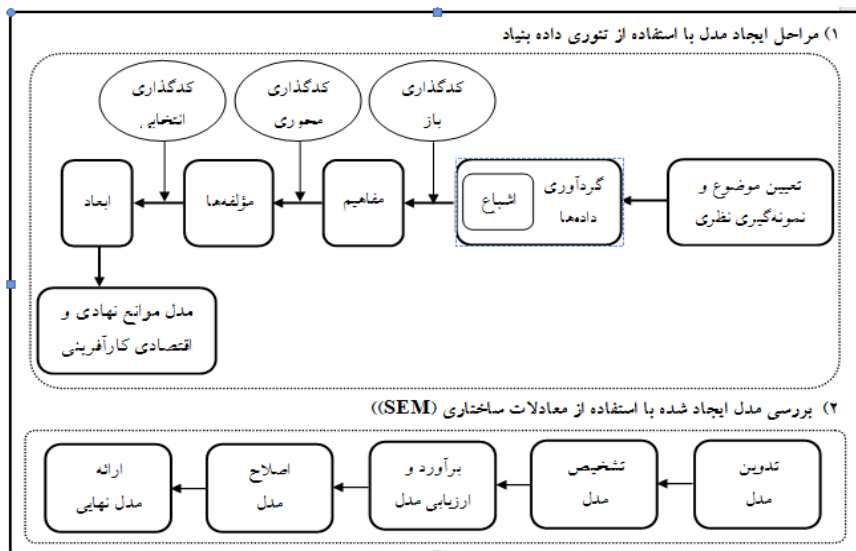 ۱) مراحل ایجاد مدل با استفاده از تئوری داده بنیاد
کدگذاری
باز
کدگذاری
محوری
کدگذاری
انتخابی
تعیین موضوع و
نمونه‌گیری نظری
گردآوری
داده‌ها
اشباع
مفاهیم
مؤلفه‌ها
ابعاد
مدل موانع نهادی و
اقتصادی کارآفرینی
۲) بررسی مدل ایجاد شده با استفاده از معادلات ساختاری (SEM))
تدوین
مدل
تشخیص
مدل
برآورد و
ارزیابی مدل
اصلاح
مدل
ارائه
مدل نهایی